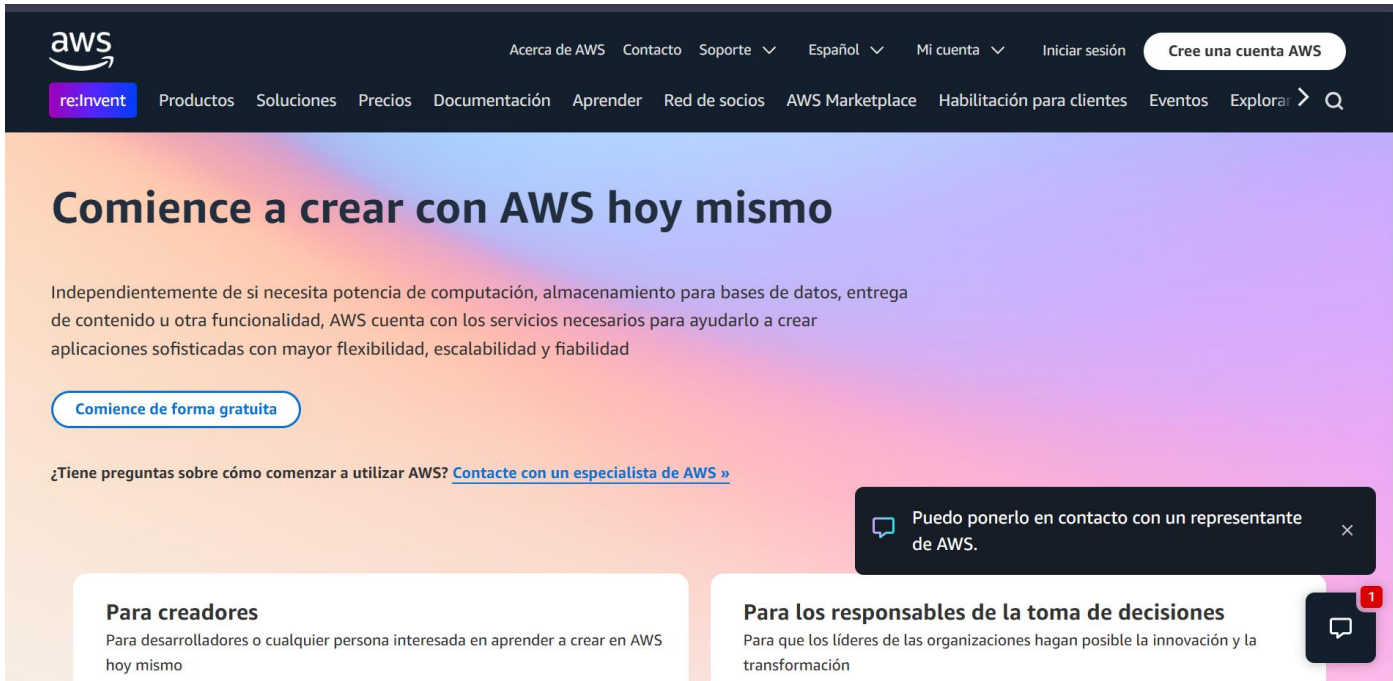 aws
Acerca de AWS Contacto Soporte Español Mi cuenta Iniciar sesión Cree una cuenta AWS
re:Invent Productos Soluciones Precios Documentación Aprender Red de socios AWS Marketplace Habilitación para clientes Eventos Explorar
Comience a crear con AWS hoy mismo
Independientemente de si necesita potencia de computación, almacenamiento para bases de datos, entrega
de contenido u otra funcionalidad, AWS cuenta con los servicios necesarios para ayudarlo a crear
aplicaciones sofisticadas con mayor flexibilidad, escalabilidad y fiabilidad
Comience de forma gratuita
¿Tiene preguntas sobre cómo comenzar a utilizar AWS? Contacte con un especialista de AWS »
Puedo ponerlo en contacto con un representante
de AWS.
1
Para creadores
Para desarrolladores o cualquier persona interesada en aprender a crear en AWS
hoy mismo
Para los responsables de la toma de decisiones
Para que los líderes de las organizaciones hagan posible la innovación y la
transformación